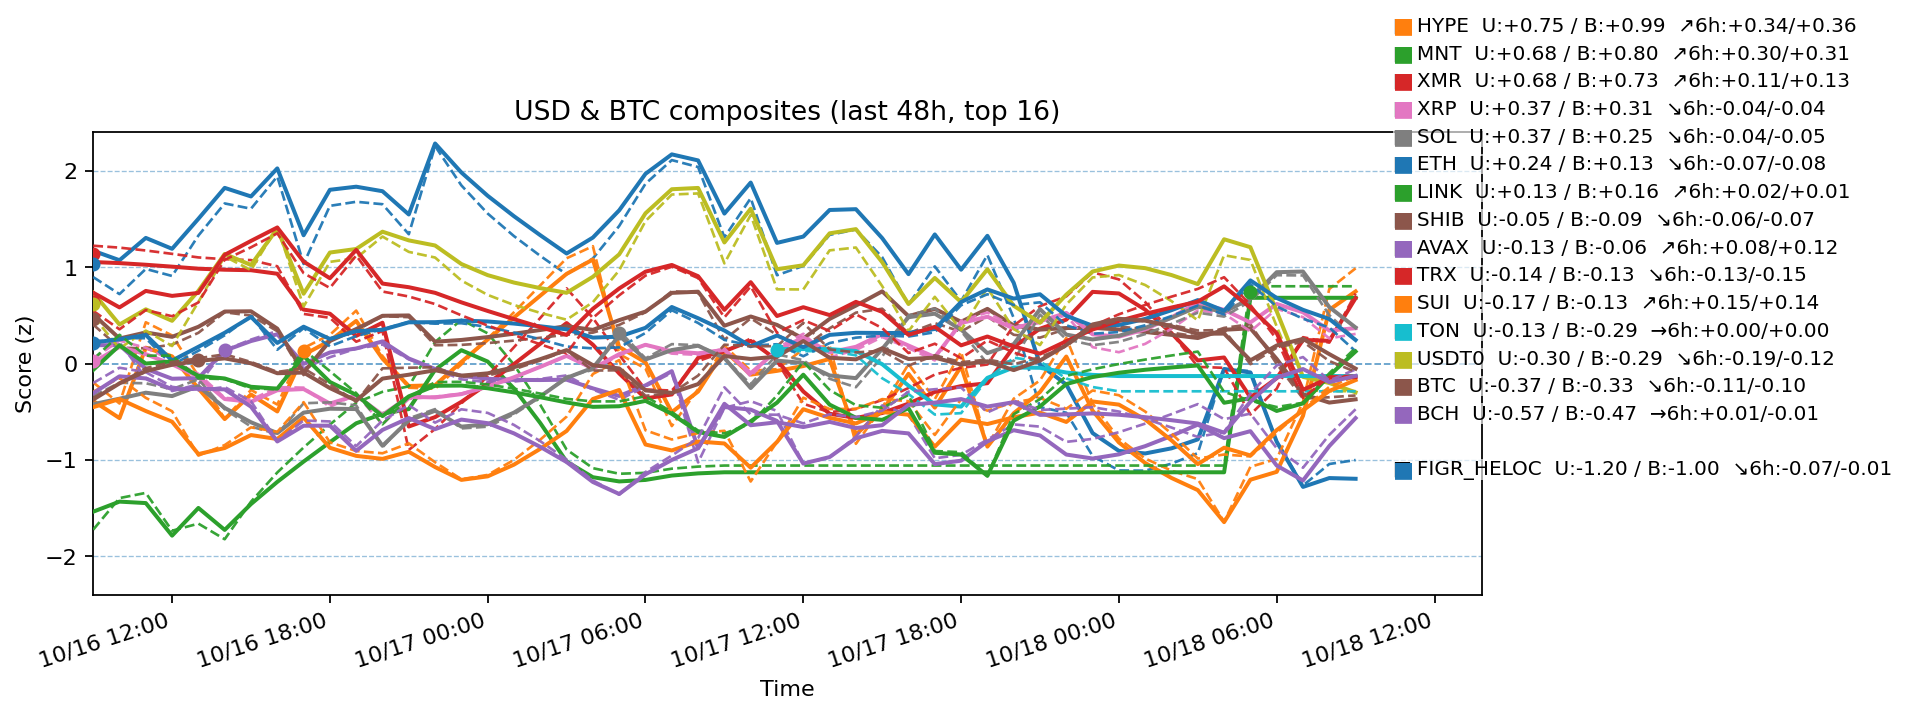 HYPE  U:+0.75 / B:+0.99  ↗6h:+0.34/+0.36
MNT  U:+0.68 / B:+0.80  ↗6h:+0.30/+0.31
XMR  U:+0.68 / B:+0.73  ↗6h:+0.11/+0.13
XRP  U:+0.37 / B:+0.31  ↘6h:-0.04/-0.04
SOL  U:+0.37 / B:+0.25  ↘6h:-0.04/-0.05
ETH  U:+0.24 / B:+0.13  ↘6h:-0.07/-0.08
LINK  U:+0.13 / B:+0.16  ↗6h:+0.02/+0.01
SHIB  U:-0.05 / B:-0.09  ↘6h:-0.06/-0.07
AVAX  U:-0.13 / B:-0.06  ↗6h:+0.08/+0.12
TRX  U:-0.14 / B:-0.13  ↘6h:-0.13/-0.15
SUI  U:-0.17 / B:-0.13  ↗6h:+0.15/+0.14
TON  U:-0.13 / B:-0.29  →6h:+0.00/+0.00
USDT0  U:-0.30 / B:-0.29  ↘6h:-0.19/-0.12
BTC  U:-0.37 / B:-0.33  ↘6h:-0.11/-0.10
BCH  U:-0.57 / B:-0.47  →6h:+0.01/-0.01
FIGR_HELOC  U:-1.20 / B:-1.00  ↘6h:-0.07/-0.01
USD & BTC composites (last 48h, top 16)
Score (z)
2
1
0
−1
−2
10/16 12:00
10/16 18:00
10/17 00:00
10/17 06:00
10/17 12:00
10/17 18:00
10/18 00:00
10/18 06:00
10/18 12:00
Time